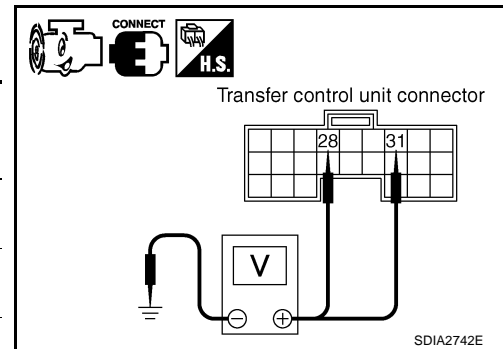 CONNECT
H.S.
Transfer control unit connector
28 31
V
SDIA2742E